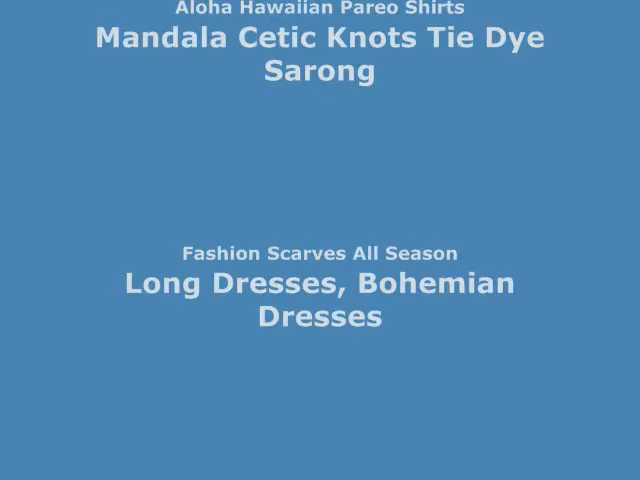 Aloha Hawaiian Pareo Shirts
Mandala Cetic Knots Tie Dye
Sarong
Fashion Scarves All Season
Long Dresses, Bohemian
Dresses